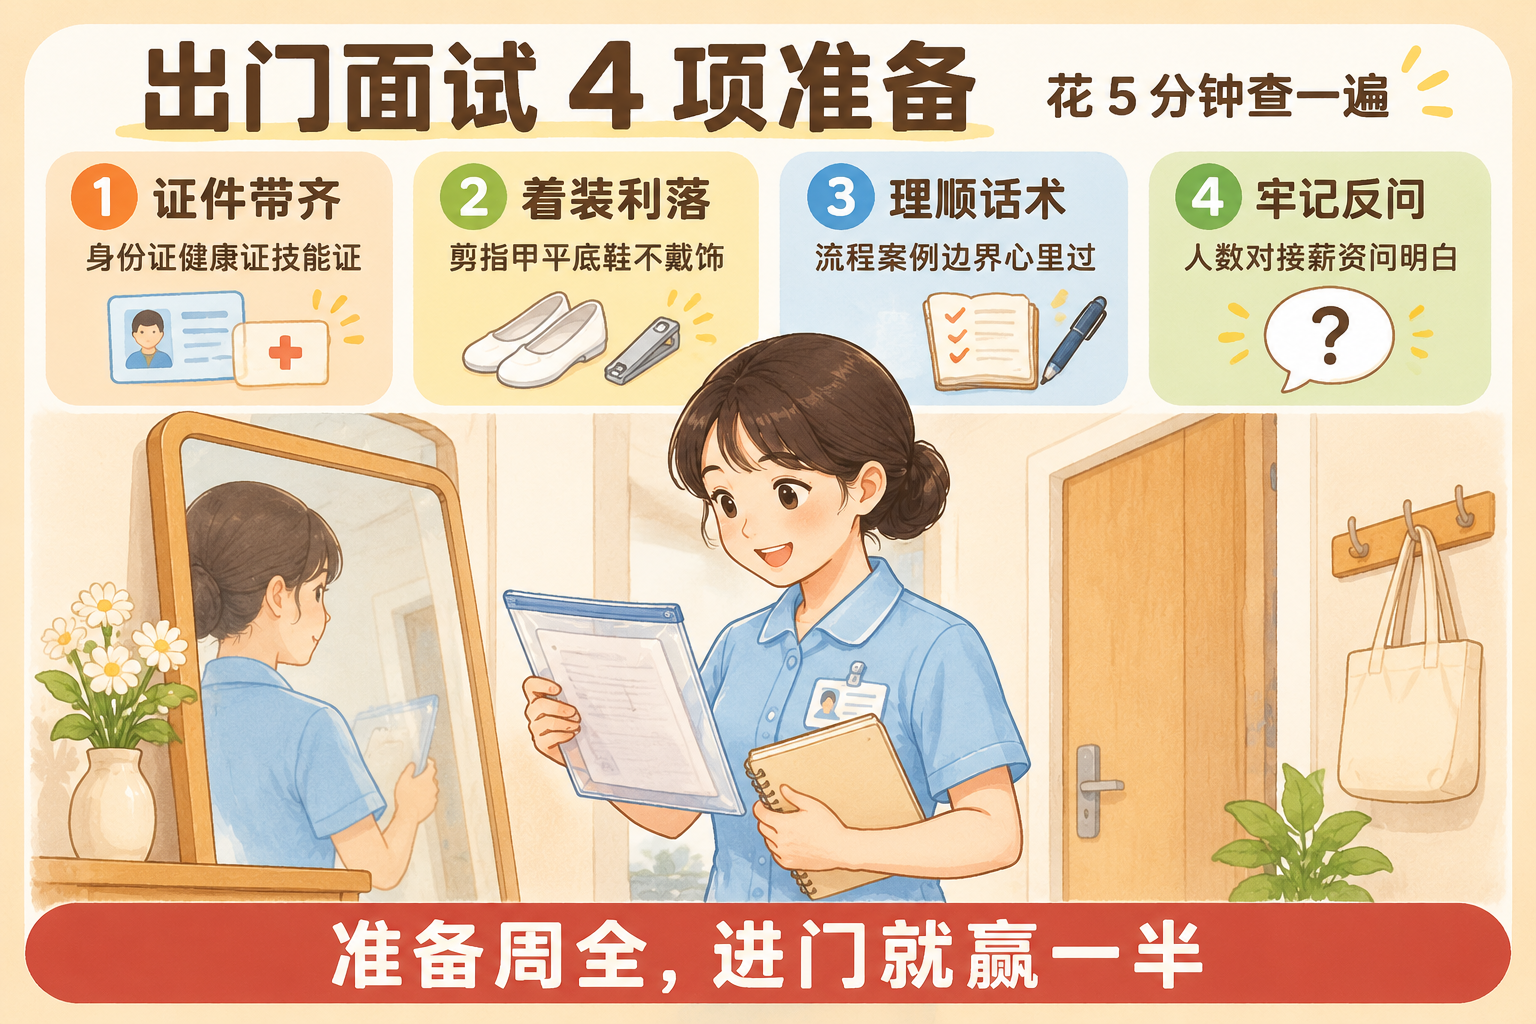 出门面试 4 项准备
花 5 分钟查一遍
1 证件带齐
身份证健康证技能证
2 着装利落
剪指甲平底鞋不戴饰
3 理顺话术
流程案例边界心里过
4 牢记反问
人数对接薪资问明白
?
准备周全，进门就赢一半